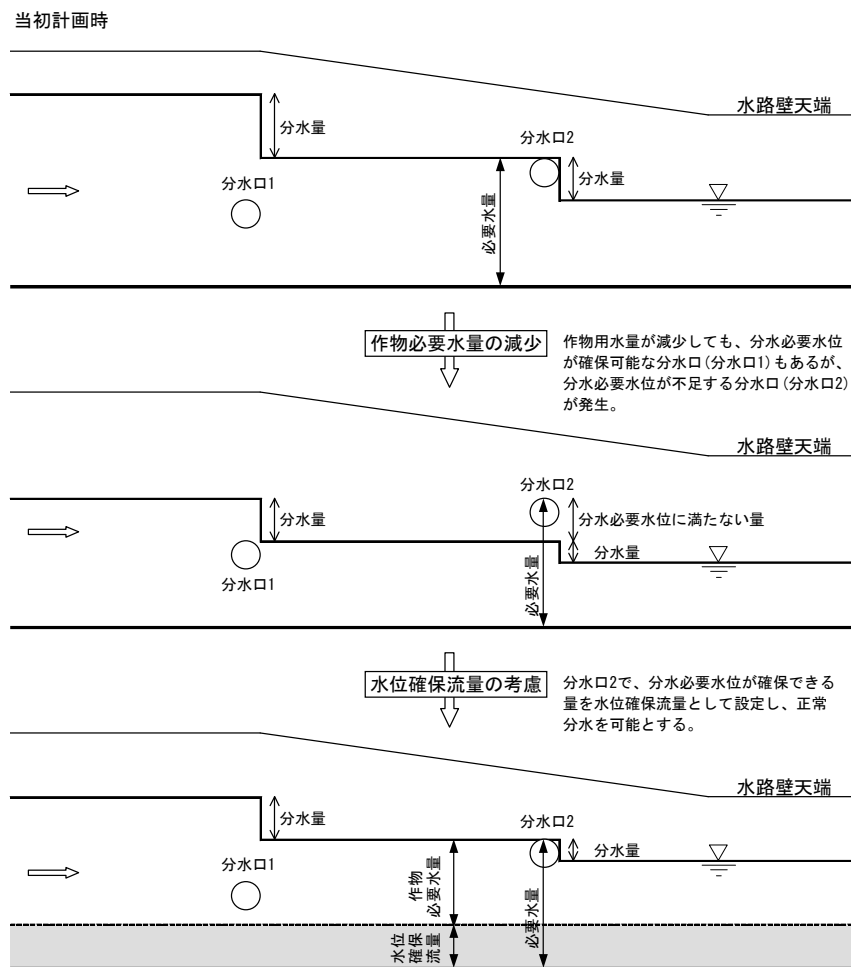 当初計画時
水路壁天端
分水量
分水口2
分水口1
分水量
必要水量
作物必要水量の減少
作物用水量が減少しても、分水必要水位
が確保可能な分水口(分水口1)もあるが、
分水必要水位が不足する分水口(分水口2)
が発生。
水路壁天端
分水口2
分水量
分水必要水位に満たない量
分水量
分水口1
必要水量
水位確保流量の考慮
分水口2で、分水必要水位が確保できる
量を水位確保流量として設定し、正常
分水を可能とする。
水路壁天端
分水量
分水口2
分水量
分水口1
作物
必要水量
必要水量
水位
確保
流量